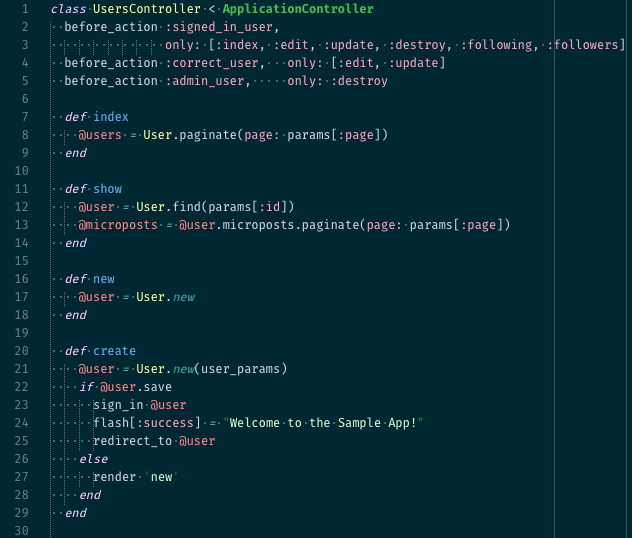 1 class UsersController < ApplicationController
2   before_action :signed_in_user,
3                 only: [:index, :edit, :update, :destroy, :following, :followers]
4   before_action :correct_user,   only: [:edit, :update]
5   before_action :admin_user,     only: :destroy
6
7   def index
8     @users = User.paginate(page: params[:page])
9   end
10
11   def show
12     @user = User.find(params[:id])
13     @microposts = @user.microposts.paginate(page: params[:page])
14   end
15
16   def new
17     @user = User.new
18   end
19
20   def create
21     @user = User.new(user_params)
22     if @user.save
23       sign_in @user
24       flash[:success] = "Welcome to the Sample App!"
25       redirect_to @user
26     else
27       render 'new'
28     end
29   end
30